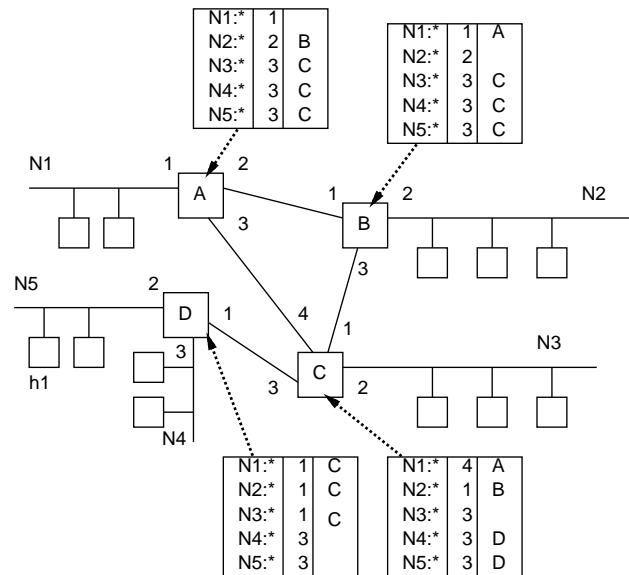 N1:* 1
N2:* 2 B
N3:* 3 C
N4:* 3 C
N5:* 3 C
N1:* 1 A
N2:* 2
N3:* 3 C
N4:* 3 C
N5:* 3 C
N1
1
A
2
3
1
B
2
3
N2
N5
2
D
1
3
h1
N4
4
1
C
3
2
N3
N1:* 1 C
N2:* 1 C
N3:* 1 C
N4:* 3
N5:* 3
N1:* 4 A
N2:* 1 B
N3:* 3
N4:* 3 D
N5:* 3 D